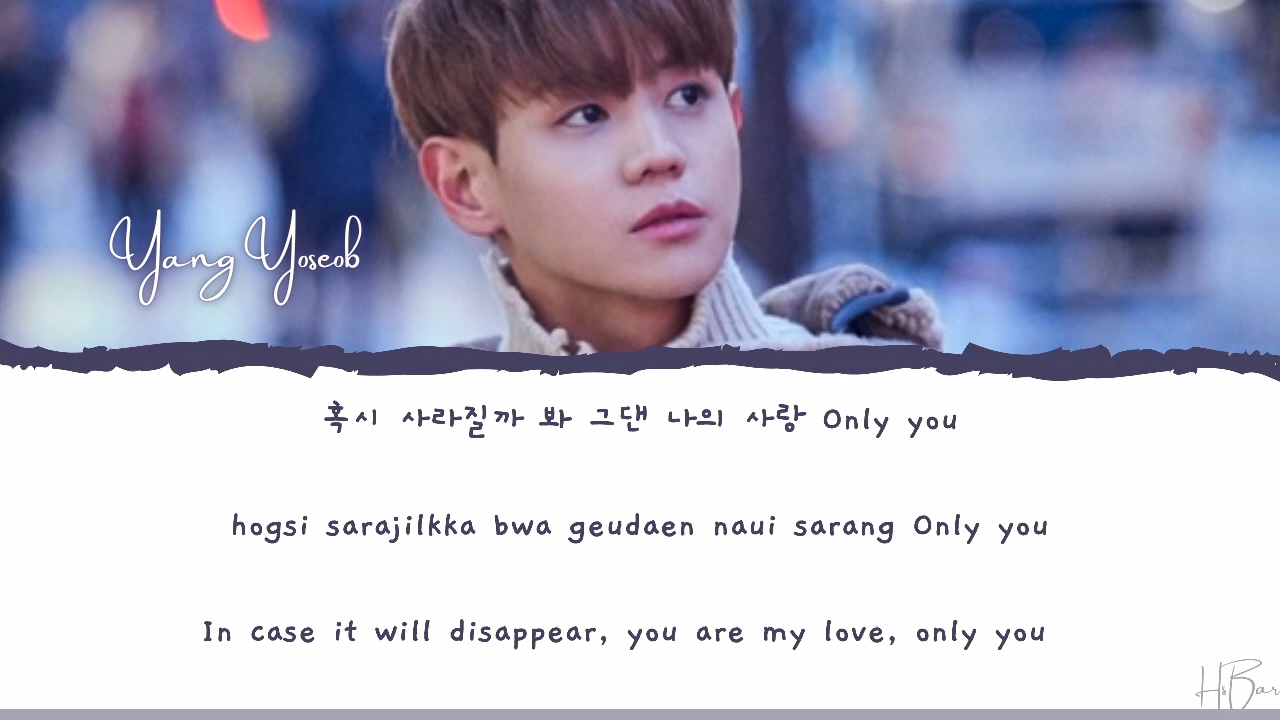 Yang Yoseob
혹시 사라질까 봐 그댄 나의 사랑 Only you
hogsi sarajilkka bwa geudaen naui sarang Only you
In case it will disappear, you are my love, only you